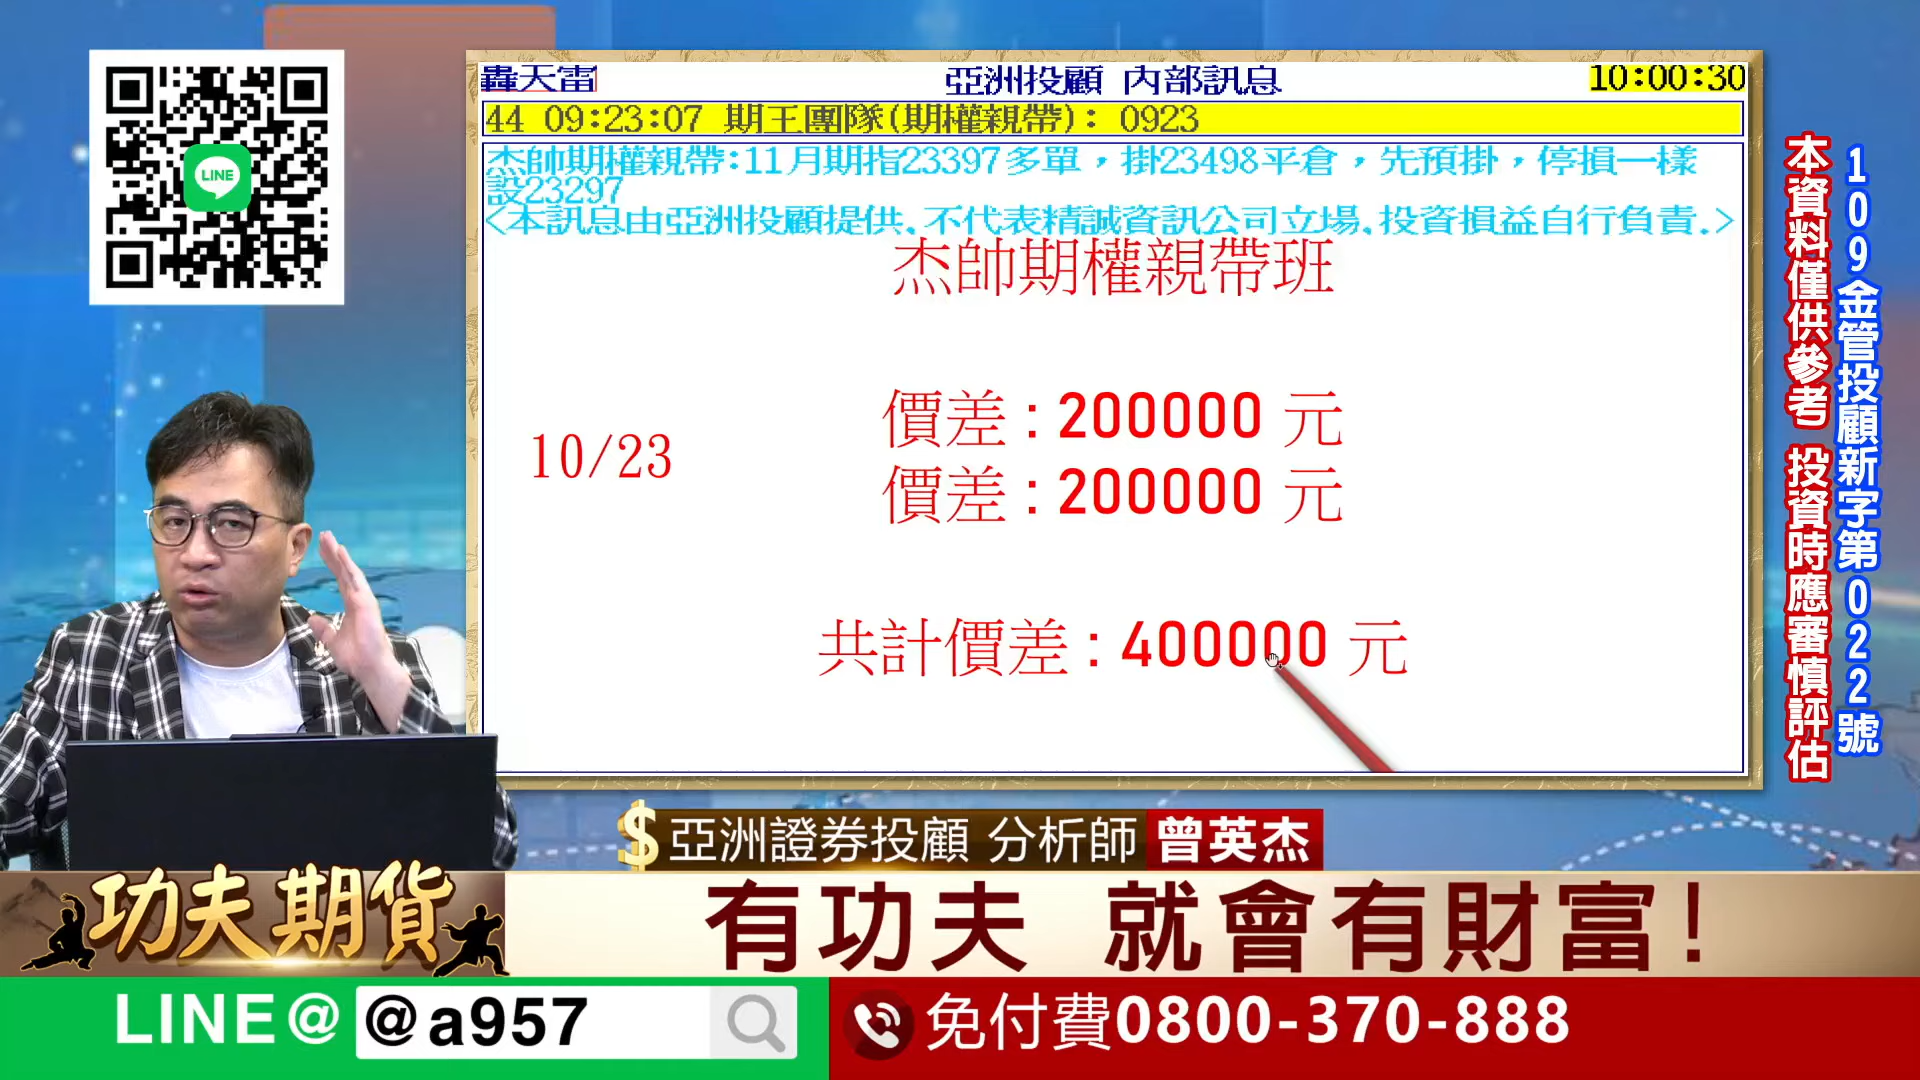 LINE
轟天雷
亞洲投顧 內部訊息
10:00:30
44 09:23:07 期王團隊(期權親帶): 0923
杰帥期權親帶:11月期指23397多單，掛23498平倉，先預掛，停損一樣
設23297
<本訊息由亞洲投顧提供,不代表精誠資訊公司立場,投資損益自行負責.>
杰帥期權親帶班
10/23
價差:200000 元
價差:200000 元
共計價差:400000 元
109金管投顧新字第022號
本資料僅供參考 投資時應審慎評估
$亞洲證券投顧 分析師 曾英杰
功夫期貨
有功夫 就會有財富!
LINE@ @a957
免付費0800-370-888